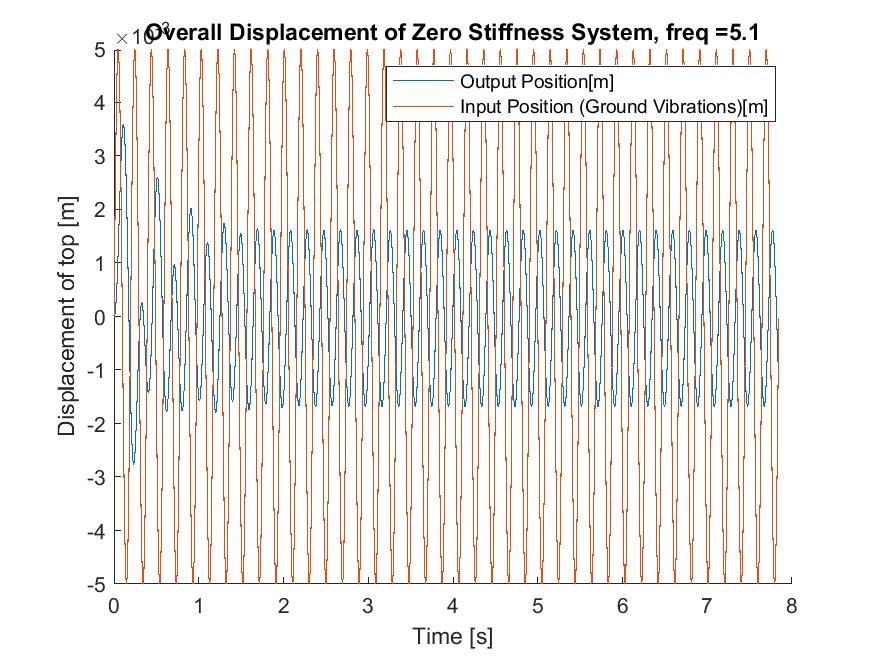 ×10-3
Overall Displacement of Zero Stiffness System, freq =5.1
Output Position[m]
Input Position (Ground Vibrations)[m]
Displacement of top [m]
5
4
3
2
1
0
-1
-2
-3
-4
-5
0 1 2 3 4 5 6 7 8
Time [s]